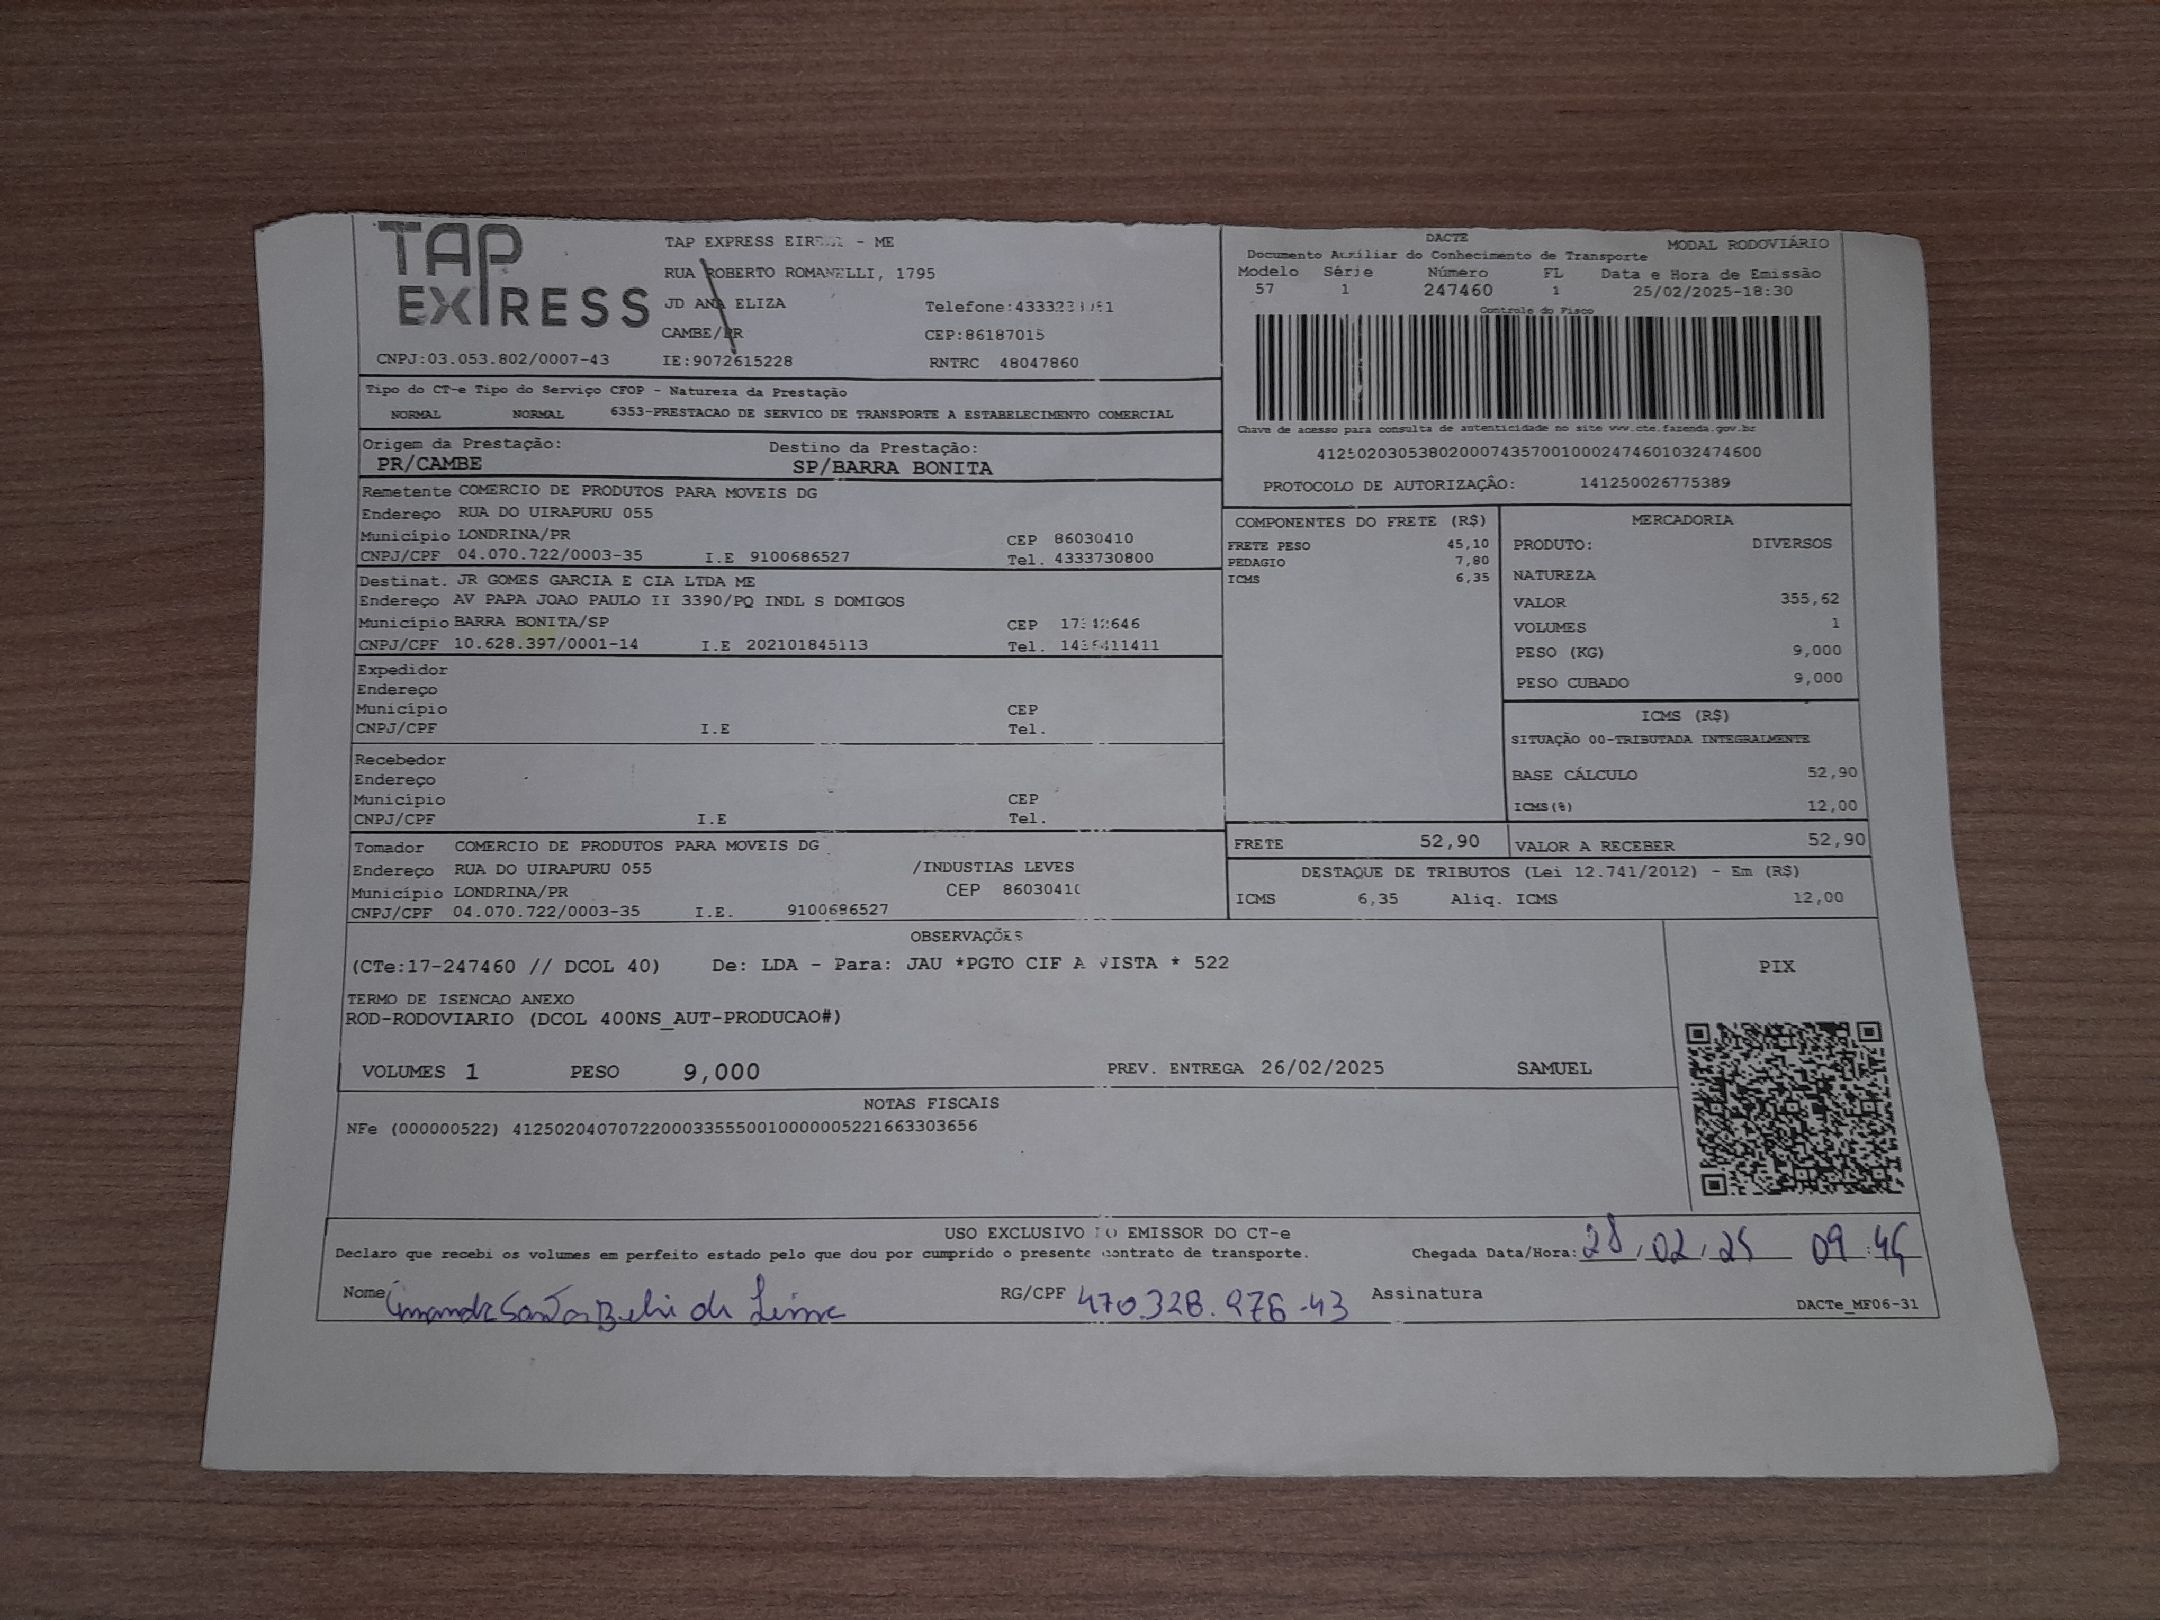 TAP EXPRESS
TAP EXPRESS - ME
RUA ROBERTO ROMANELLI, 1795
JD ANA ELIZA
CAMBE/PR CEP:86187015
CNPJ:03.053.802/0007-43 IE:9072615228 RNTRC 48047860
DACTE MODAL RODOVIÁRIO
Documento Auxiliar do Conhecimento de Transporte
Modelo Série Número FL Data e Hora de Emissão
57 1 247460 1 25/02/2025-18:30
Controle do Fisco
Chave de acesso para consulta de autenticidade no site www.cte.fazenda.gov.br
41250203053802000743570010002474601032474600
PROTOCOLO DE AUTORIZAÇÃO: 141250026775389
Tipo do CT-e Tipo do Serviço CFOP - Natureza da Prestação
NORMAL NORMAL 6353-PRESTACAO DE SERVICO DE TRANSPORTE A ESTABELECIMENTO COMERCIAL
Origem da Prestação: Destino da Prestação:
PR/CAMBE SP/BARRA BONITA
Remetente COMERCIO DE PRODUTOS PARA MOVEIS DG
Endereço RUA DO UIRAPURU 055
Município LONDRINA/PR CEP 86030410
CNPJ/CPF 04.070.722/0003-35 I.E 9100686527 Tel. 4333730800
Destinat. JR GOMES GARCIA E CIA LTDA ME
Endereço AV PAPA JOAO PAULO II 3390/PQ INDL S DOMIGOS
Município BARRA BONITA/SP CEP
CNPJ/CPF 10.628.397/0001-14 I.E 202101845113 Tel.
Expedidor
Endereço
Município CEP
CNPJ/CPF I.E Tel.
Recebedor
Endereço
Município CEP
CNPJ/CPF I.E Tel.
Tomador COMERCIO DE PRODUTOS PARA MOVEIS DG
Endereço RUA DO UIRAPURU 055 /INDUSTIAS LEVES
Município LONDRINA/PR CEP 86030410
CNPJ/CPF 04.070.722/0003-35 I.E. 9100686527
COMPONENTES DO FRETE (R$)
FRETE PESO 45,10
PEDAGIO 7,80
ICMS 6,35
MERCADORIA
PRODUTO: DIVERSOS
NATUREZA
VALOR 355,62
VOLUMES 1
PESO (KG) 9,000
PESO CUBADO 9,000
ICMS (R$)
SITUAÇÃO 00-TRIBUTADA INTEGRALMENTE
BASE CÁLCULO 52,90
ICMS(%) 12,00
FRETE 52,90 VALOR A RECEBER 52,90
DESTAQUE DE TRIBUTOS (Lei 12.741/2012) - Em (R$)
ICMS 6,35 Aliq. ICMS 12,00
OBSERVAÇÕES
(CTe:17-247460 // DCOL 40) De: LDA - Para: JAU *PGTO CIF A VISTA * 522
TERMO DE ISENCAO ANEXO
ROD-RODOVIARIO (DCOL 400NS_AUT-PRODUCAO#)
VOLUMES 1 PESO 9,000 PREV. ENTREGA 26/02/2025 SAMUEL
PIX
NOTAS FISCAIS
NFe (000000522) 41250204070722000335550010000005221663303656
USO EXCLUSIVO DO EMISSOR DO CT-e
Declaro que recebi os volumes em perfeito estado pelo que dou por cumprido o presente contrato de transporte. Chegada Data/Hora: 28/02/25 09:45
Nome de Lima RG/CPF 470.328.976-43 Assinatura
DACTe_MF06-31